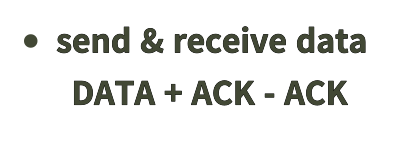 • send & receive data
DATA + ACK - ACK